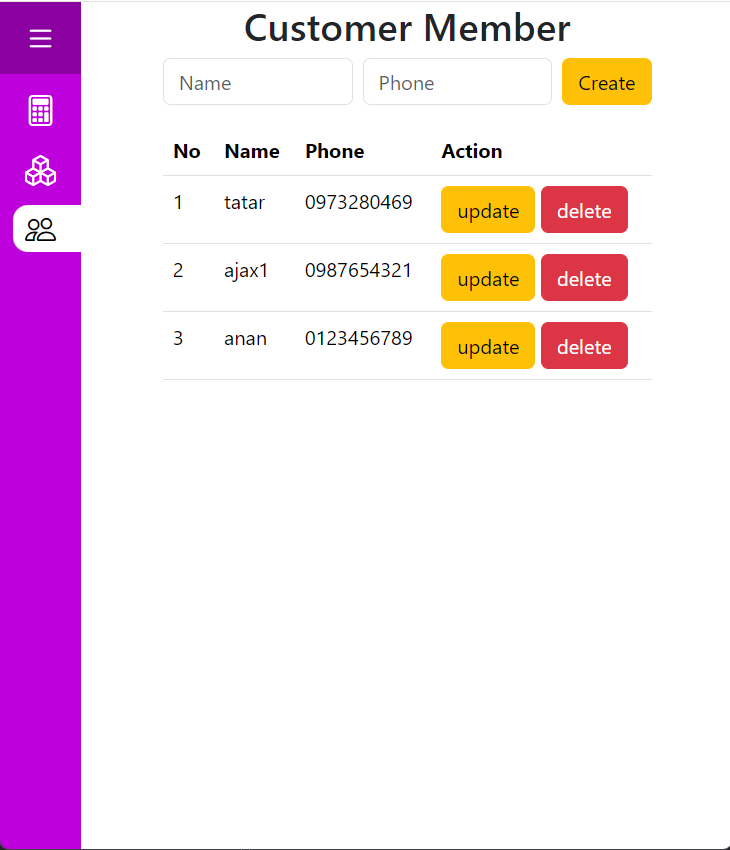 Customer Member
Name Phone Create
No Name Phone Action
1 tatar 0973280469 update delete
2 ajax1 0987654321 update delete
3 anan 0123456789 update delete